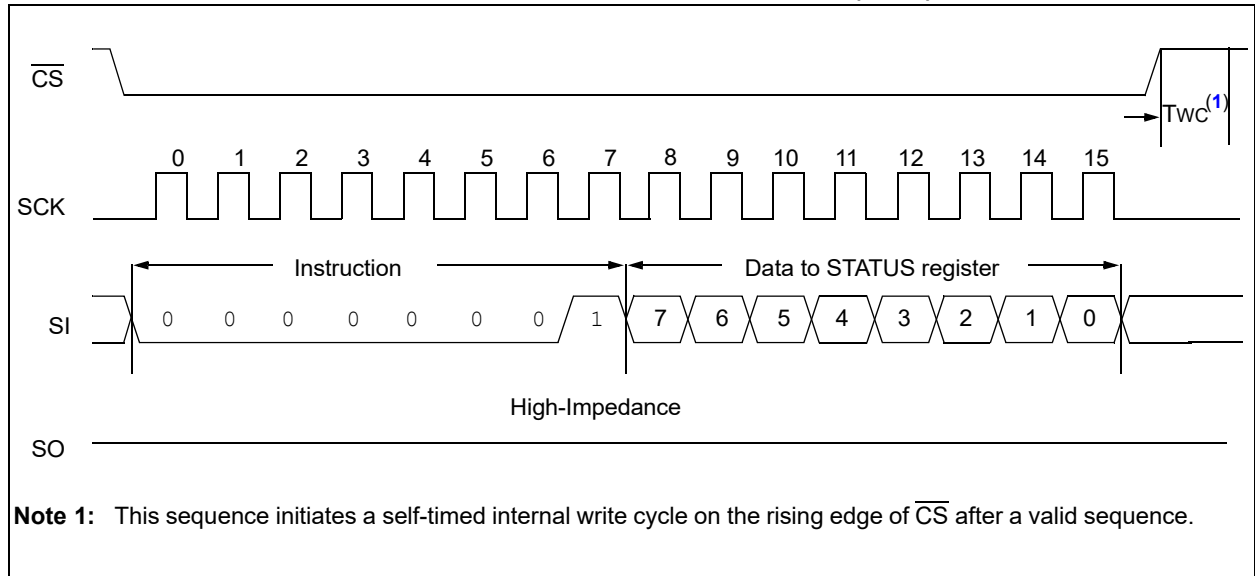 CS
TWC(1)
0 1 2 3 4 5 6 7 8 9 10 11 12 13 14 15
SCK
Instruction Data to STATUS register
SI 0 0 0 0 0 0 0 1 7 6 5 4 3 2 1 0
High-Impedance
SO
Note 1: This sequence initiates a self-timed internal write cycle on the rising edge of CS after a valid sequence.